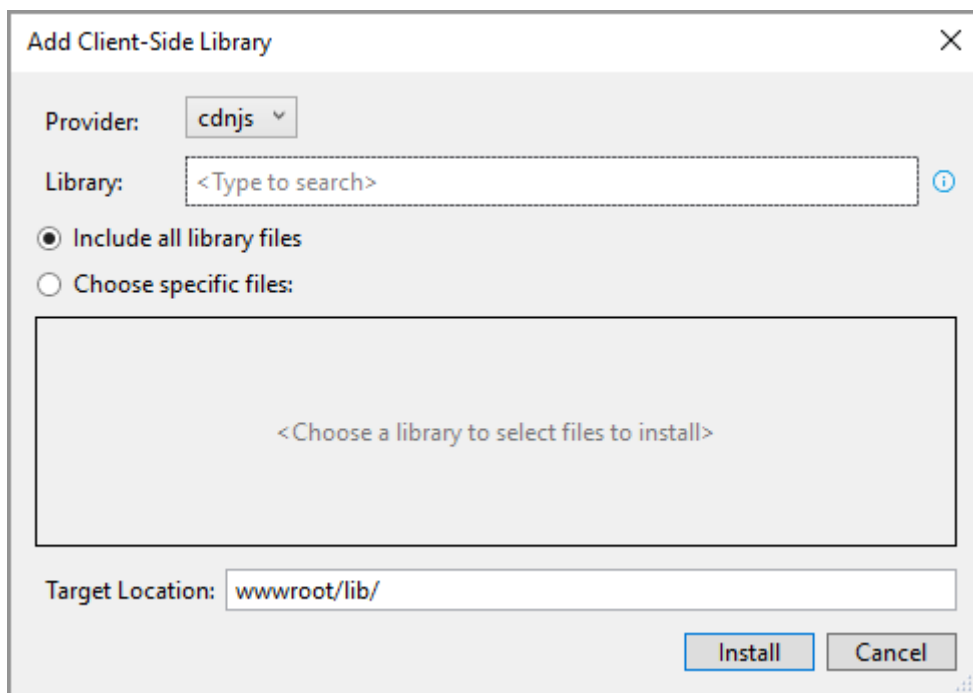 Add Client-Side Library
Provider: cdnjs
Library: <Type to search>
Include all library files
Choose specific files:
<Choose a library to select files to install>
Target Location: wwwroot/lib/
Install Cancel